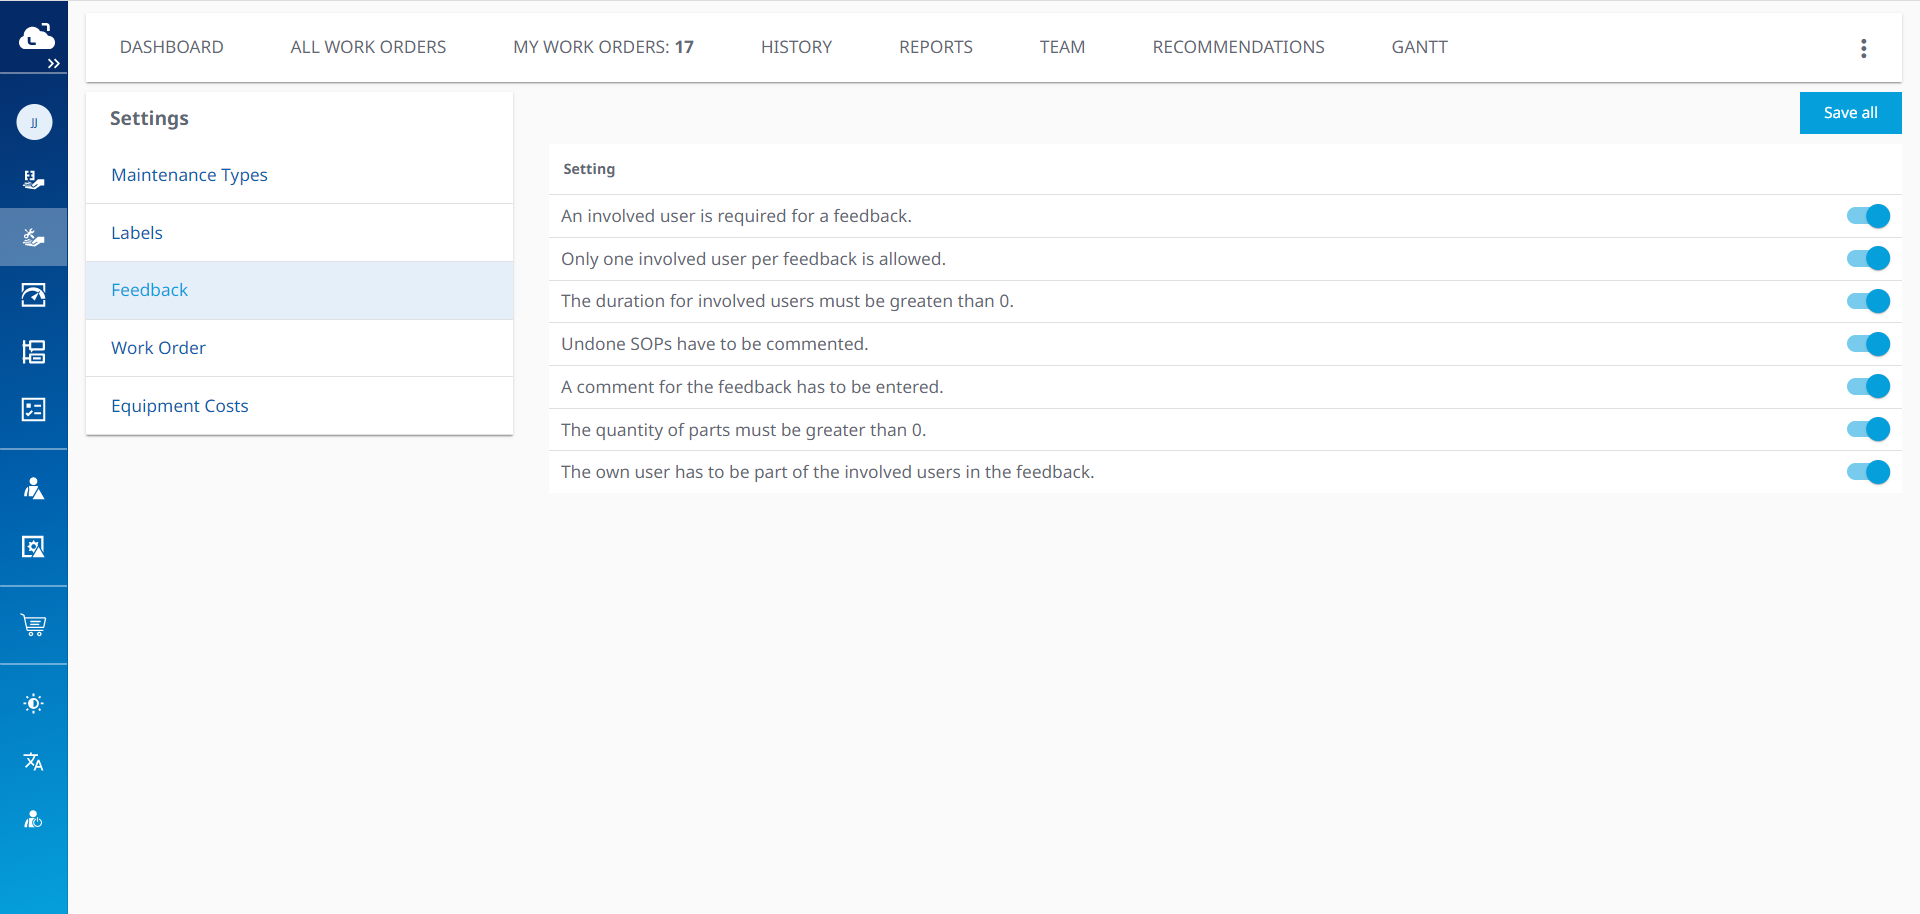 DASHBOARD ALL WORK ORDERS MY WORK ORDERS: 17 HISTORY REPORTS TEAM RECOMMENDATIONS GANTT
JJ
Settings
Maintenance Types
Labels
Feedback
Work Order
Equipment Costs
Save all
Setting
An involved user is required for a feedback.
Only one involved user per feedback is allowed.
The duration for involved users must be greaten than 0.
Undone SOPs have to be commented.
A comment for the feedback has to be entered.
The quantity of parts must be greater than 0.
The own user has to be part of the involved users in the feedback.